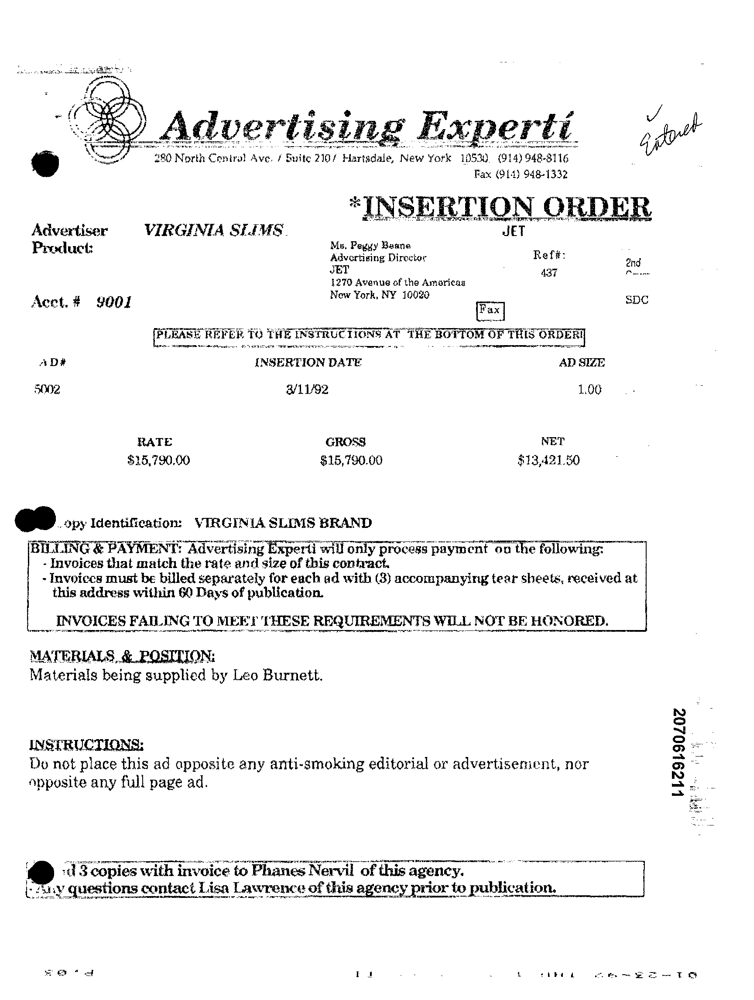 Advertising Experti
Entered
280 North Central Ave. / Suite 210 / Hartsdale, New York 10530 (914) 948-8116
Fax (914) 948-1332
*INSERTION ORDER
Advertiser VIRGINIA SLIMS JET
Product:
Ms. Peggy Beane
Advertising Director Ref#:
JET 437 2nd
1270 Avenue of the Americas
New York, NY 10020
Acct. # 9001 Fax SDC
PLEASE REFER TO THE INSTRUCTIONS AT THE BOTTOM OF THIS ORDER!
AD# INSERTION DATE AD SIZE
5002 3/11/92 1.00
RATE GROSS NET
$15,790.00 $15,790.00 $13,421.50
opy Identification: VIRGINIA SLIMS BRAND
BILLING & PAYMENT: Advertising Experti will only process payment on the following:
- Invoices that match the rate and size of this contract.
- Invoices must be billed separately for each ad with (3) accompanying tear sheets, received at
this address within 60 Days of publication.
INVOICES FAILING TO MEET THESE REQUIREMENTS WILL NOT BE HONORED.
MATERIALS & POSITION:
Materials being supplied by Leo Burnett.
INSTRUCTIONS:
Do not place this ad opposite any anti-smoking editorial or advertisement, nor
opposite any full page ad.
2070616211
d 3 copies with invoice to Phanes Nervil of this agency.
- Any questions contact Lisa Lawrence of this agency prior to publication.
P.03
01-23-92